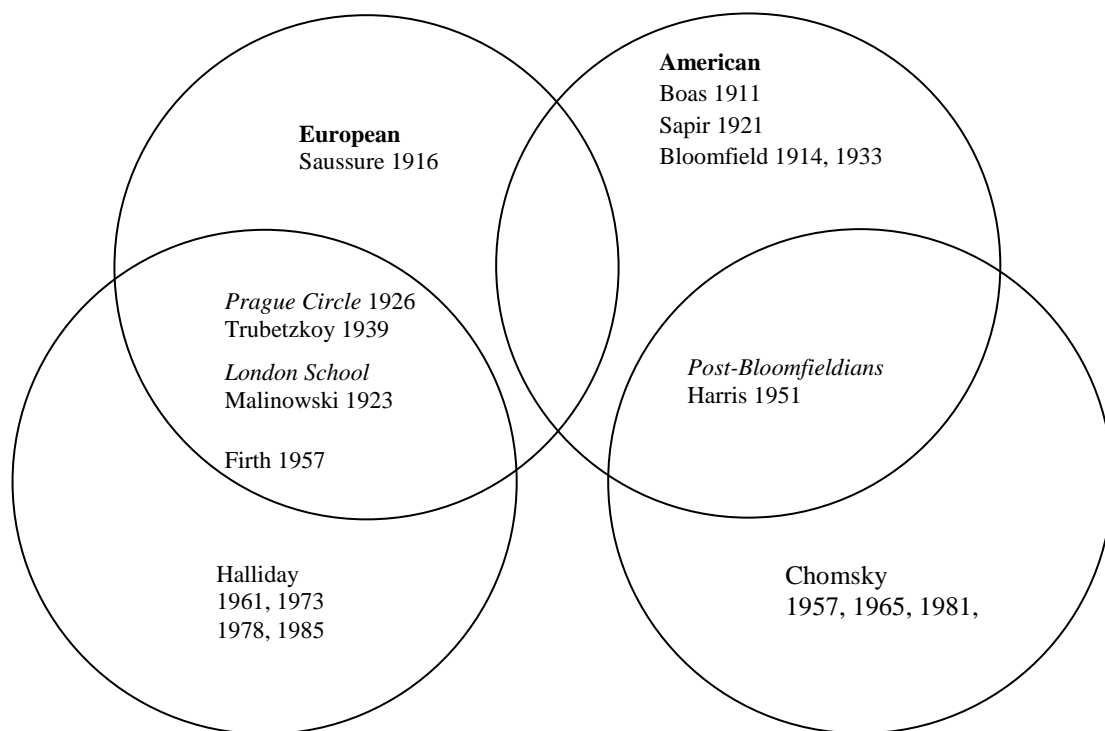 American
Boas 1911
Sapir 1921
Bloomfield 1914, 1933
European
Saussure 1916
Prague Circle 1926
Trubetzkoy 1939
London School
Malinowski 1923
Firth 1957
Post-Bloomfieldians
Harris 1951
Halliday
1961, 1973
1978, 1985
Chomsky
1957, 1965, 1981,